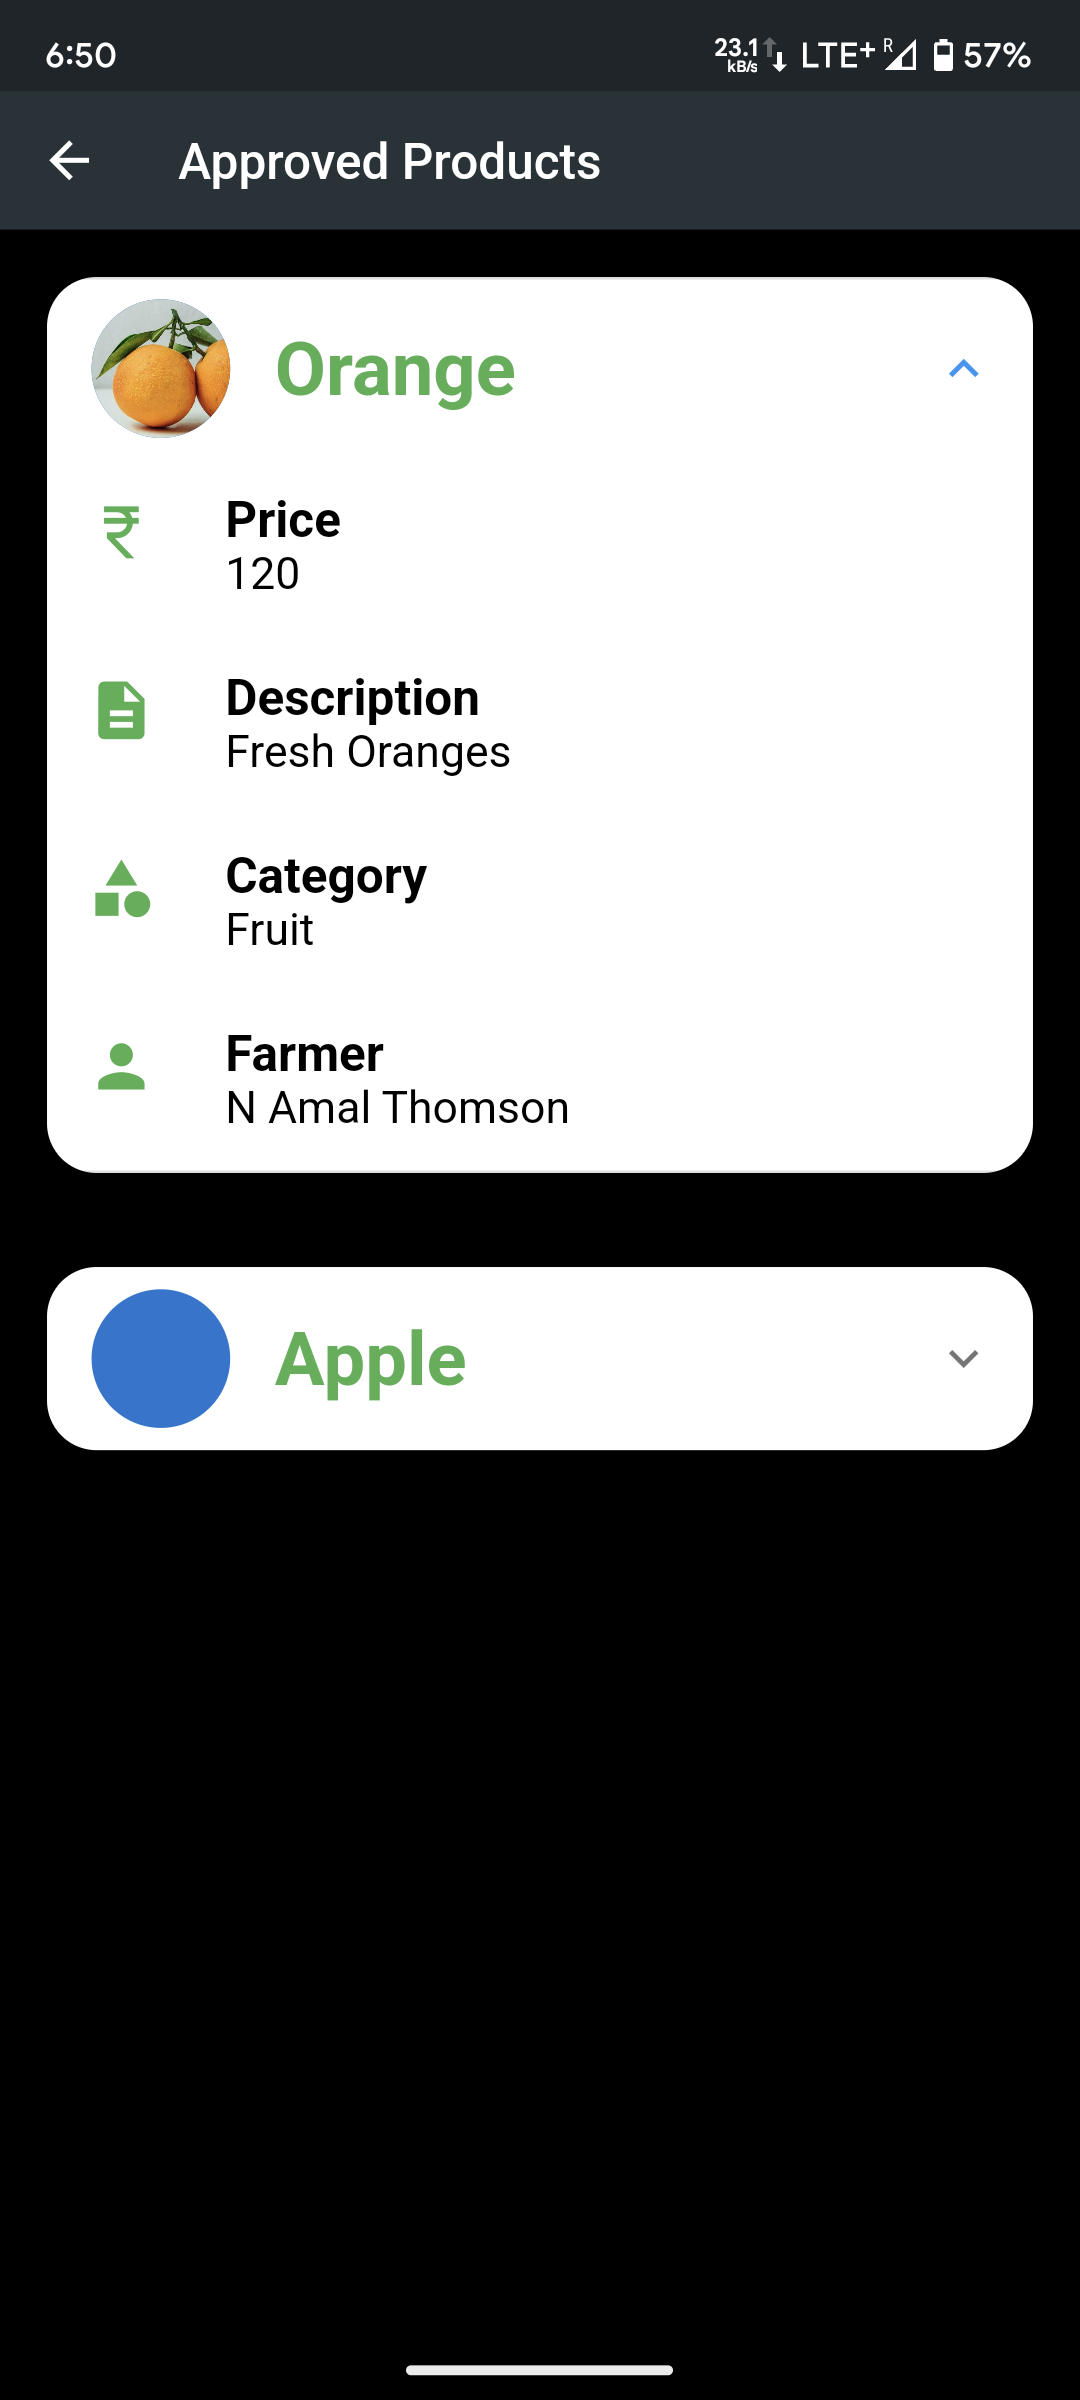 6:50
23.1 kB/s LTE+ R 57%
Approved Products
Orange
Price
120
Description
Fresh Oranges
Category
Fruit
Farmer
N Amal Thomson
Apple